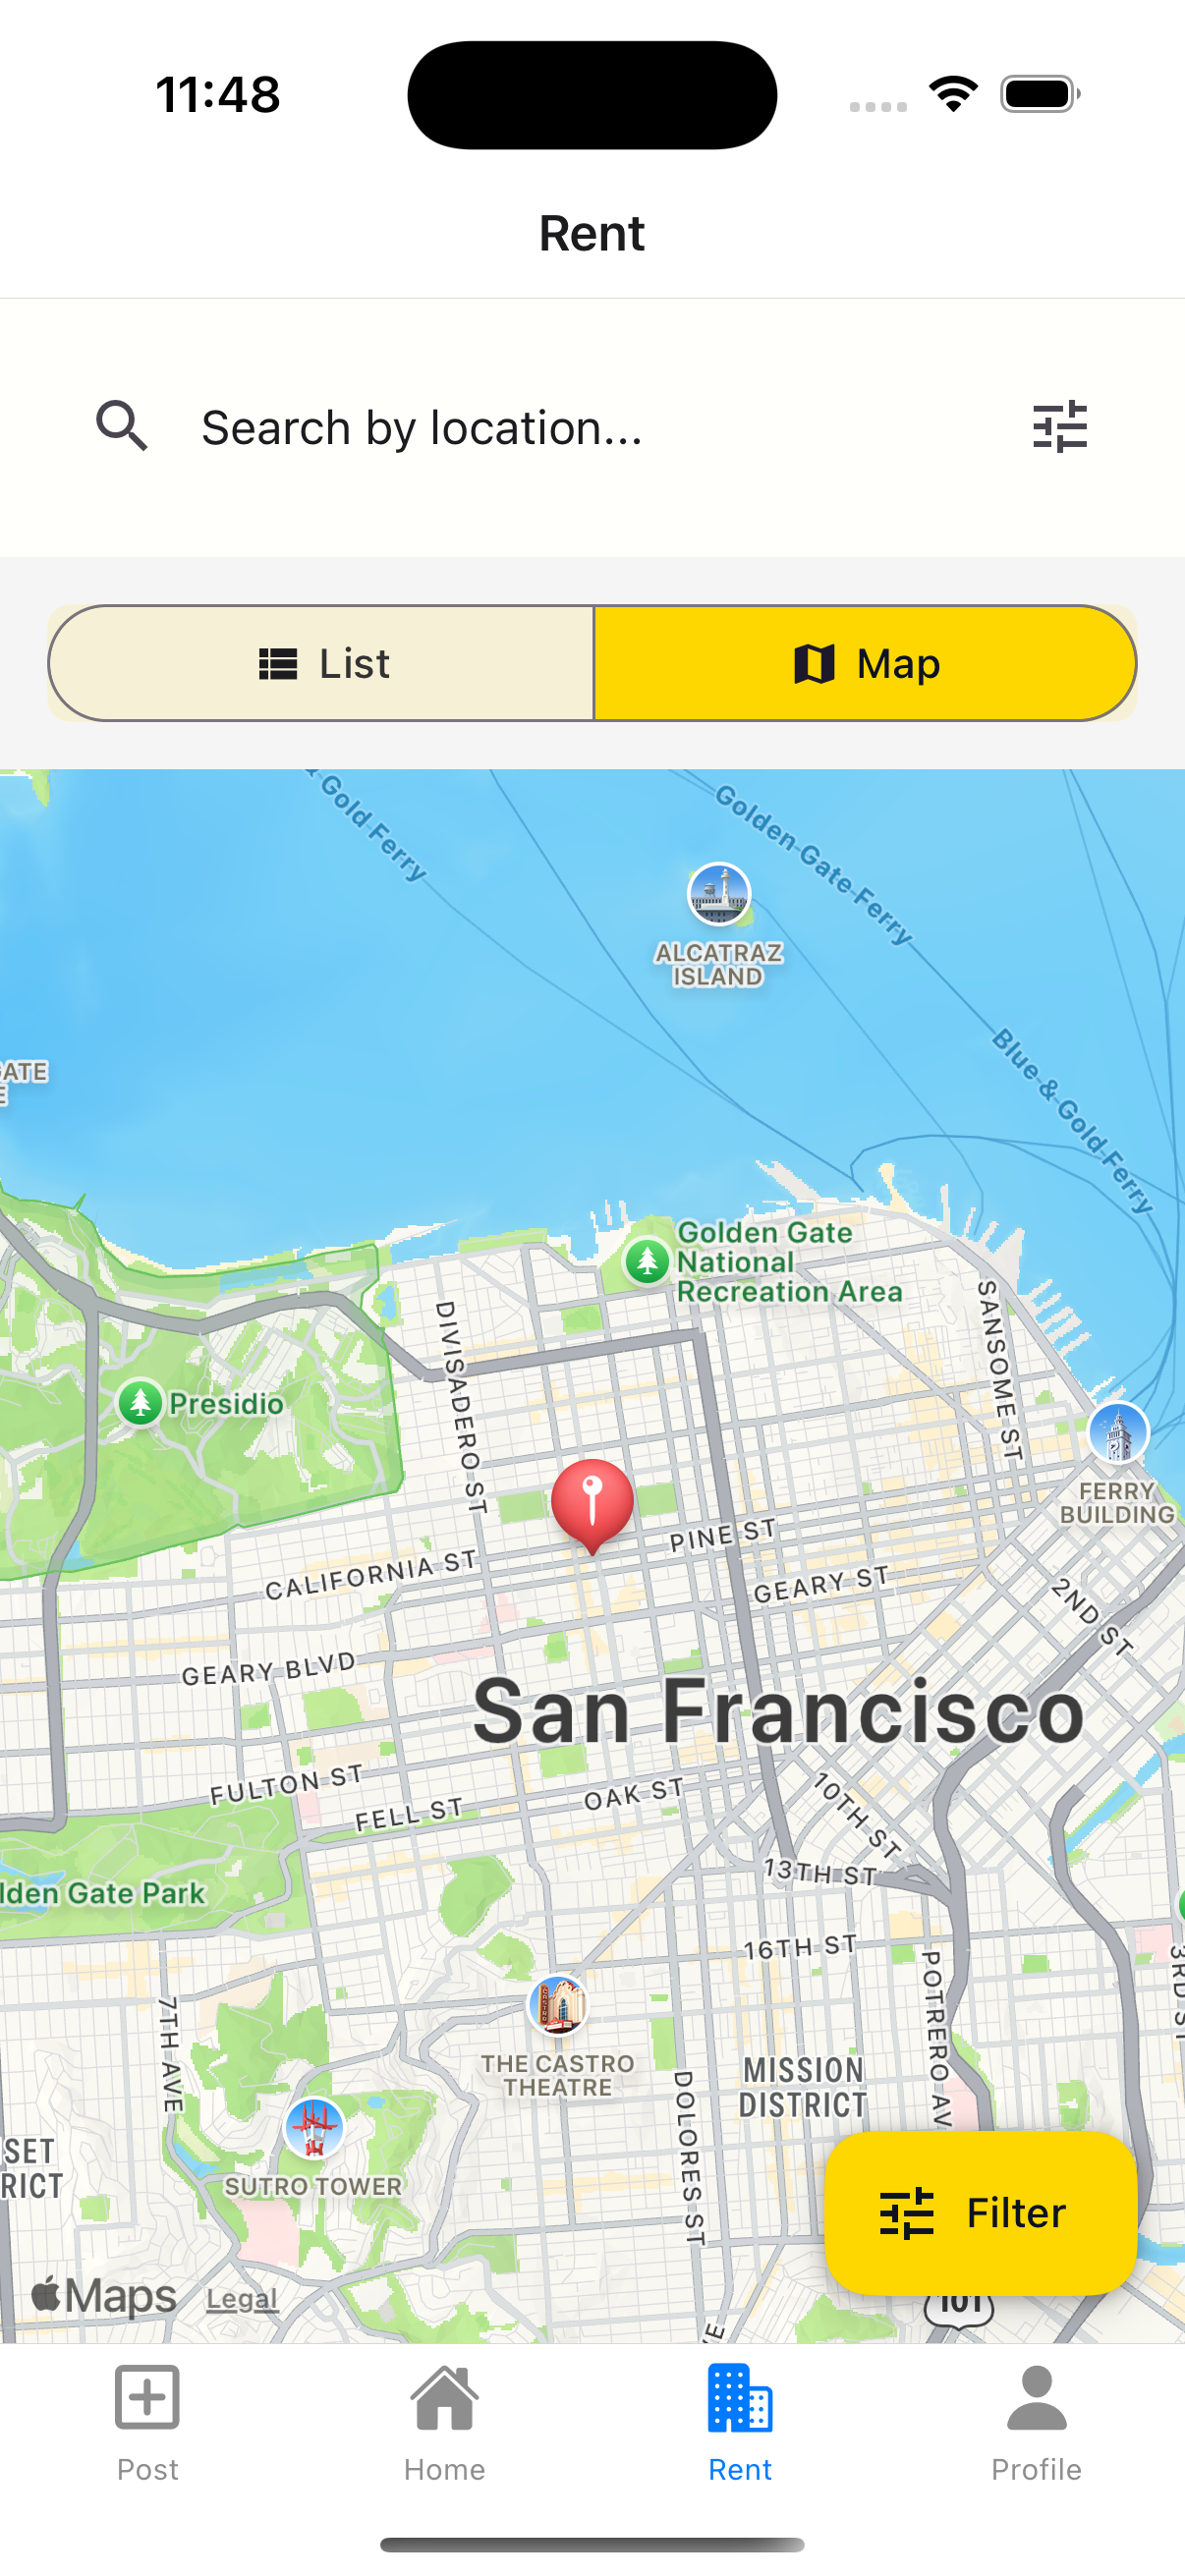 11:48
Rent
Search by location...
List
Map
& Gold Ferry
Golden Gate Ferry
ALCATRAZ
ISLAND
Blue & Gold Ferry
GATE
Golden Gate
National
Recreation Area
DIVISADERO ST
SANSOME ST
Presidio
FERRY
BUILDING
PINE ST
CALIFORNIA ST
GEARY ST
2ND ST
GEARY BLVD
San Francisco
FULTON ST
FELL ST
OAK ST
10TH ST
13TH ST
lden Gate Park
16TH ST
POTRERO AV
3RD ST
7TH AVE
THE CASTRO
THEATRE
MISSION
DISTRICT
DOLORES ST
SET
RICT
SUTRO TOWER
Filter
Maps
Legal
101
VE
Post
Home
Rent
Profile